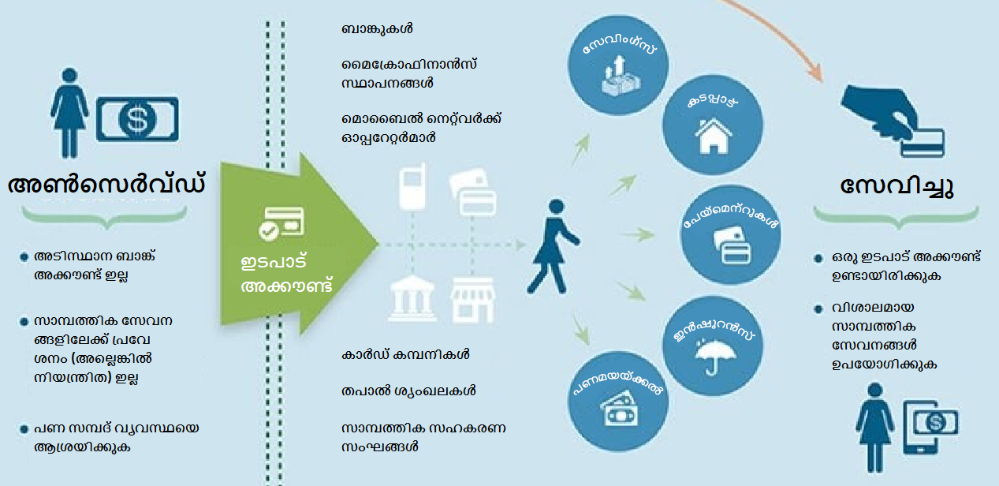 അൺസെർവ്ഡ്
അടിസ്ഥാന ബാങ്ക്
അക്കൗണ്ട് ഇല്ല
സാമ്പത്തിക സേവന
ങ്ങളിലേക്ക് പ്രവേ
ശനം (അല്ലെങ്കിൽ
നിയന്ത്രിത) ഇല്ല
പണ സമ്പദ് വ്യവസ്ഥയെ
ആശ്രയിക്കുക
ഇടപാട്
അക്കൗണ്ട്
ബാങ്കുകൾ
മൈക്രോഫിനാൻസ്
സ്ഥാപനങ്ങൾ
മൊബൈൽ നെറ്റ്‌വർക്ക്
ഓപ്പറേറ്റർമാർ
കാർഡ് കമ്പനികൾ
തപാൽ ശൃംഖലകൾ
സാമ്പത്തിക സഹകരണ
സംഘങ്ങൾ
സേവിംഗ്സ്
കടപ്പാട്
പേയ്മെന്റുകൾ
ഇൻഷുറൻസ്
പണമയയ്ക്കൽ
സേവിച്ചു
ഒരു ഇടപാട് അക്കൗണ്ട്
ഉണ്ടായിരിക്കുക
വിശാലമായ
സാമ്പത്തിക
സേവനങ്ങൾ
ഉപയോഗിക്കുക